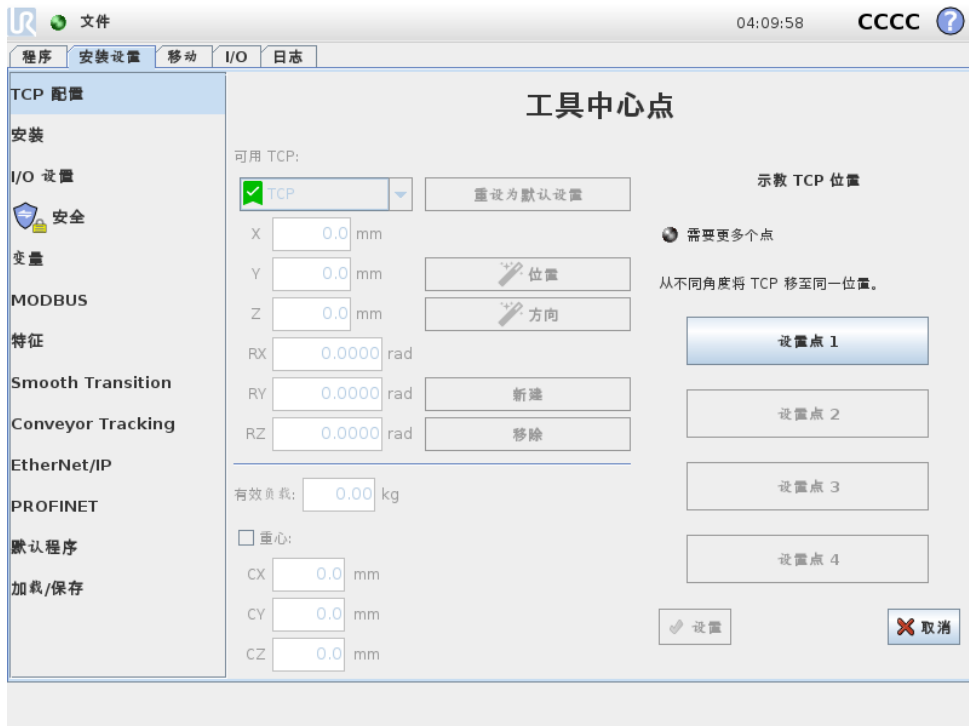 UR 文件 04:09:58 CCCC ?
程序 安装设置 移动 I/O 日志
TCP 配置
安装
I/O 设置
安全
变量
MODBUS
特征
Smooth Transition
Conveyor Tracking
EtherNet/IP
PROFINET
默认程序
加载/保存
工具中心点
可用 TCP:
TCP 重设为默认设置
X 0.0 mm
Y 0.0 mm 位置
Z 0.0 mm 方向
RX 0.0000 rad
RY 0.0000 rad 新建
RZ 0.0000 rad 移除
有效负载: 0.00 kg
重心:
CX 0.0 mm
CY 0.0 mm
CZ 0.0 mm
示教 TCP 位置
需要更多个点
从不同角度将 TCP 移至同一位置。
设置点 1
设置点 2
设置点 3
设置点 4
设置 取消